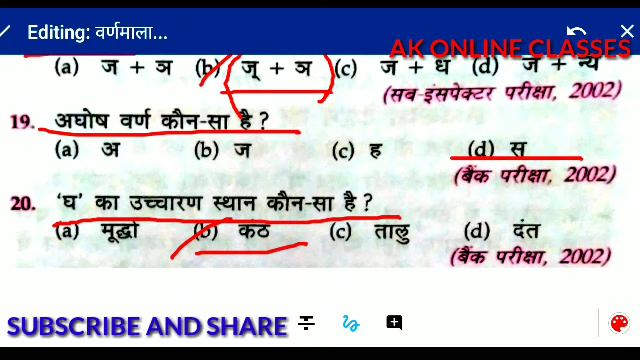 Editing: वर्णमाला...
AK ONLINE CLASSES
(a) ज + ञ (b) ज् + ञ (c) ज + ध (d) ज + न्य
(सब-इंसपेक्टर परीक्षा, 2002)
19. अघोष वर्ण कौन-सा है ?
(a) अ (b) ज (c) ह (d) स
(बैंक परीक्षा, 2002)
20. ‘घ’ का उच्चारण स्थान कौन-सा है ?
(a) मूर्द्धा (b) कंठ (c) तालु (d) दंत
(बैंक परीक्षा, 2002)
SUBSCRIBE AND SHARE